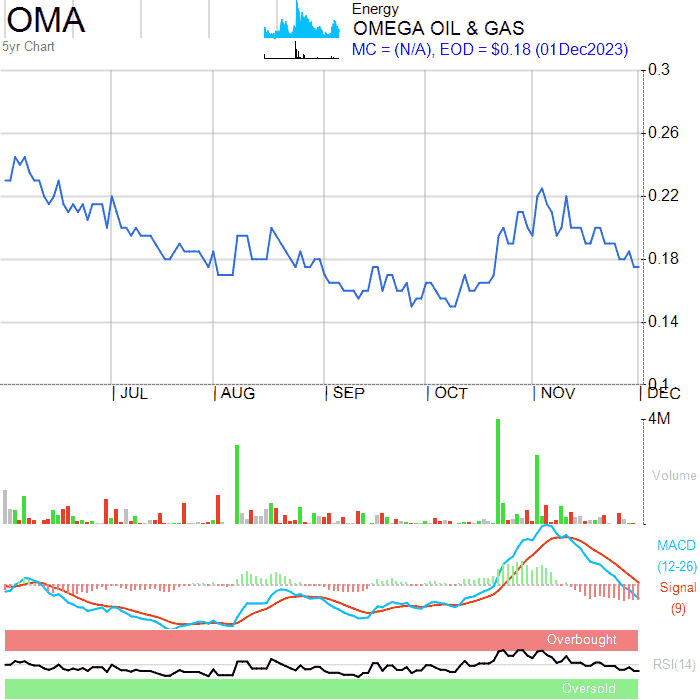 OMA
5yr Chart
Energy
OMEGA OIL & GAS
MC = (N/A), EOD = $0.18 (01Dec2023)
0.3
0.26
0.22
0.18
0.14
0.1
JUL
AUG
SEP
OCT
NOV
DEC
4M
Volume
MACD
(12-26)
Signal
(9)
Overbought
RSI(14)
Oversold